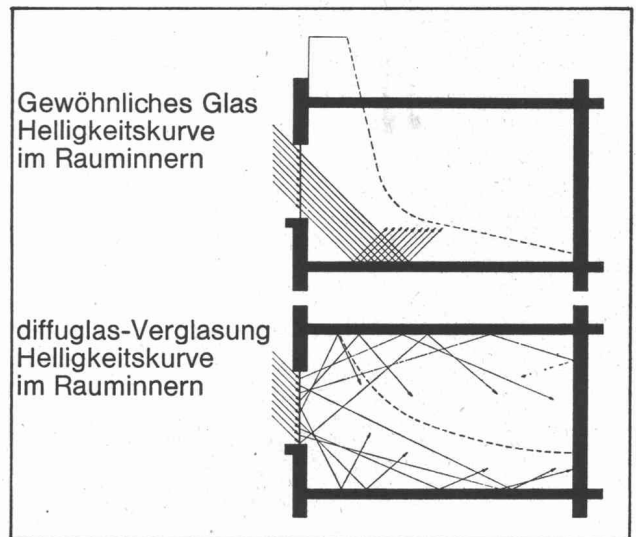 Gewöhnliches Glas
Helligkeitskurve
im Rauminnern
diffuglas-Verglasung
Helligkeitskurve
im Rauminnern